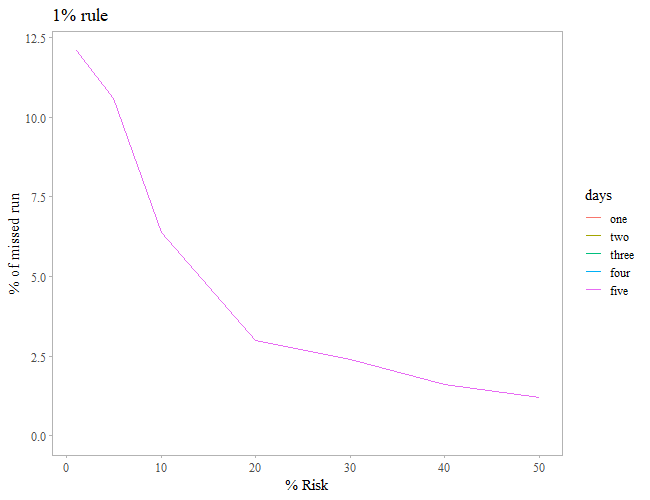 1% rule
12.5
10.0
7.5
5.0
2.5
0.0
% of missed run
0 10 20 30 40 50
% Risk
days
one
two
three
four
five